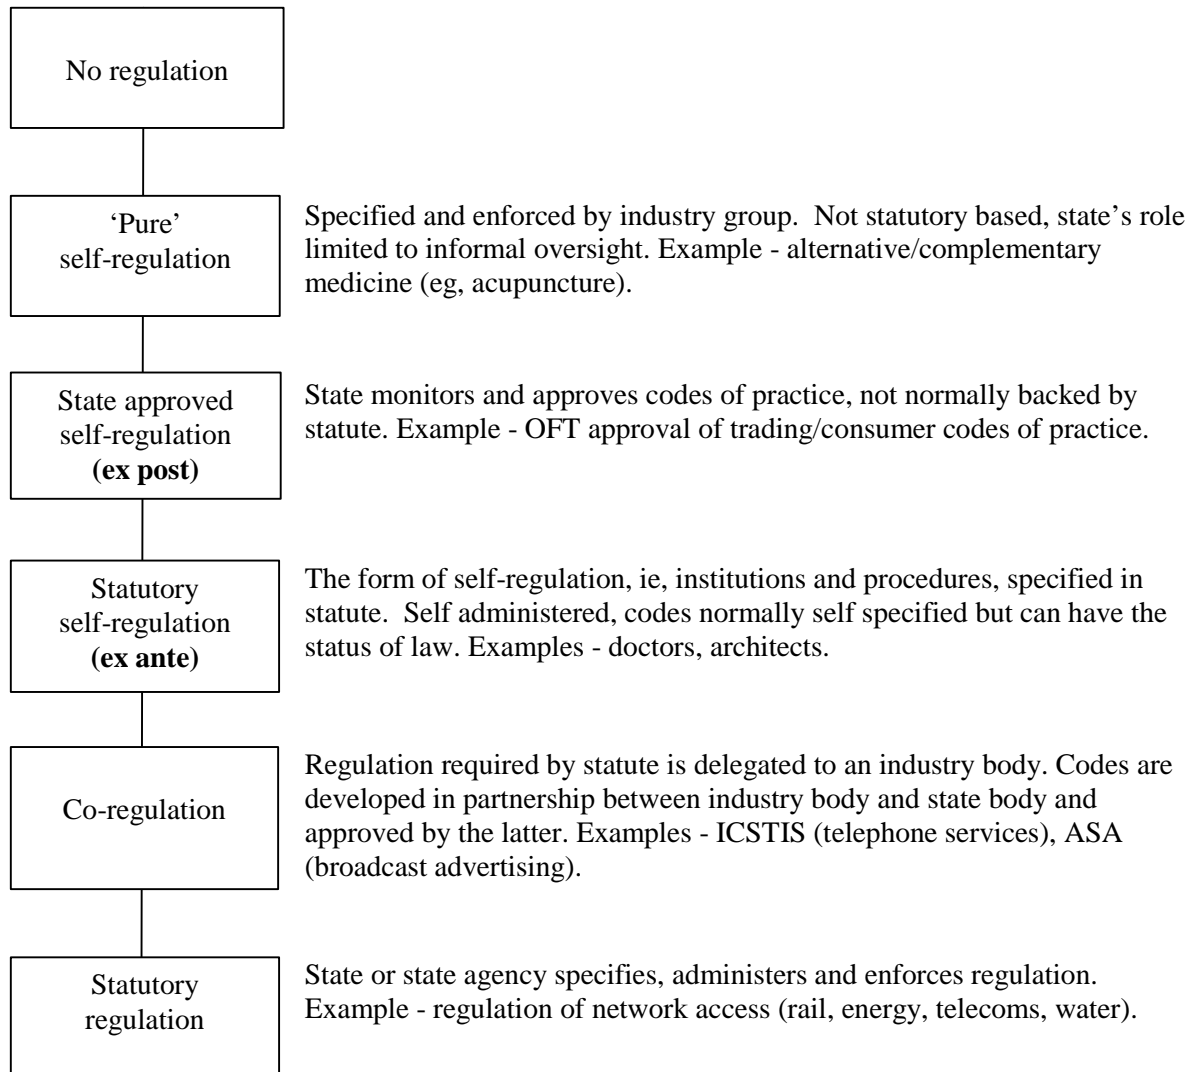 No regulation
‘Pure’
self-regulation
Specified and enforced by industry group.  Not statutory based, state’s role
limited to informal oversight. Example - alternative/complementary
medicine (eg, acupuncture).
State approved
self-regulation
(ex post)
State monitors and approves codes of practice, not normally backed by
statute. Example - OFT approval of trading/consumer codes of practice.
Statutory
self-regulation
(ex ante)
The form of self-regulation, ie, institutions and procedures, specified in
statute.  Self administered, codes normally self specified but can have the
status of law. Examples - doctors, architects.
Co-regulation
Regulation required by statute is delegated to an industry body. Codes are
developed in partnership between industry body and state body and
approved by the latter. Examples - ICSTIS (telephone services), ASA
(broadcast advertising).
Statutory
regulation
State or state agency specifies, administers and enforces regulation.
Example - regulation of network access (rail, energy, telecoms, water).